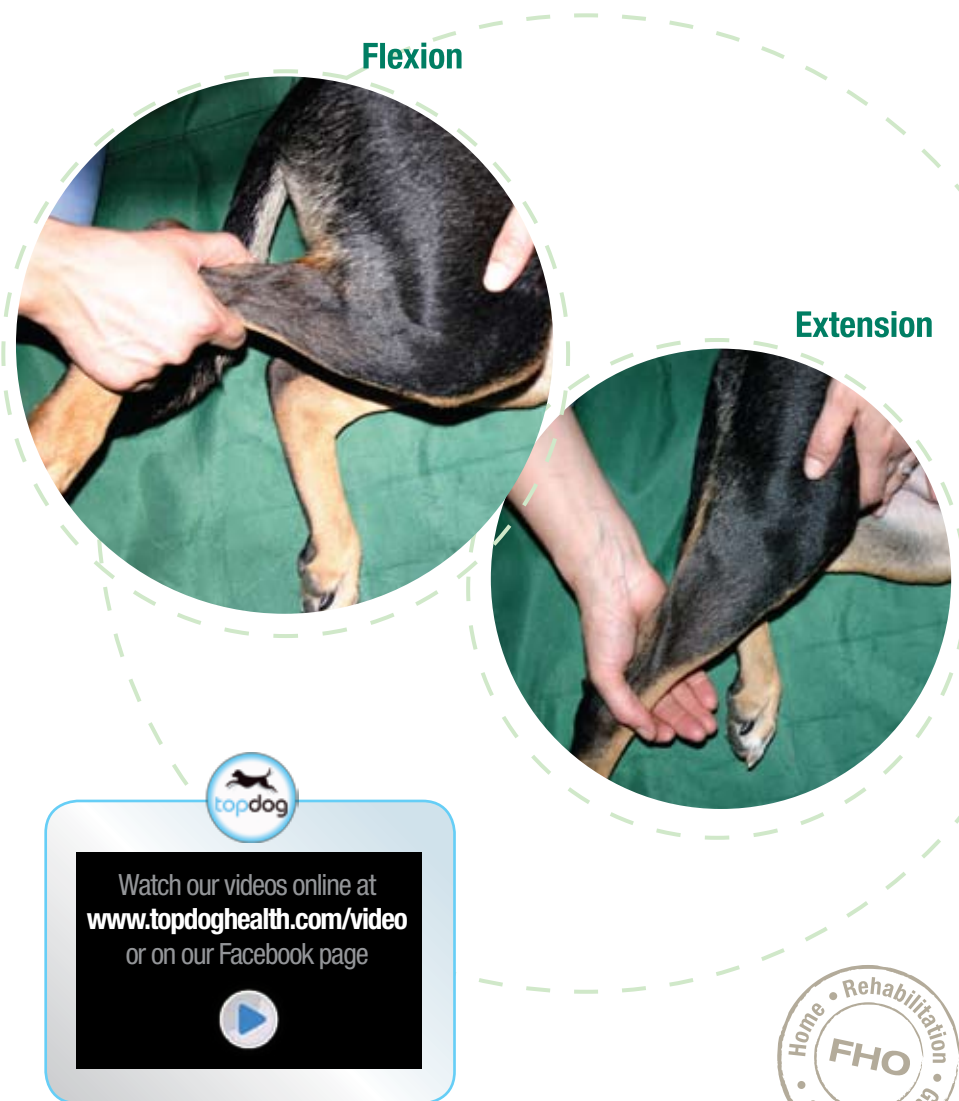 Flexion
Extension
topdog
Watch our videos online at
www.topdoghealth.com/video
or on our Facebook page
Home • Rehabilitation •
FHO